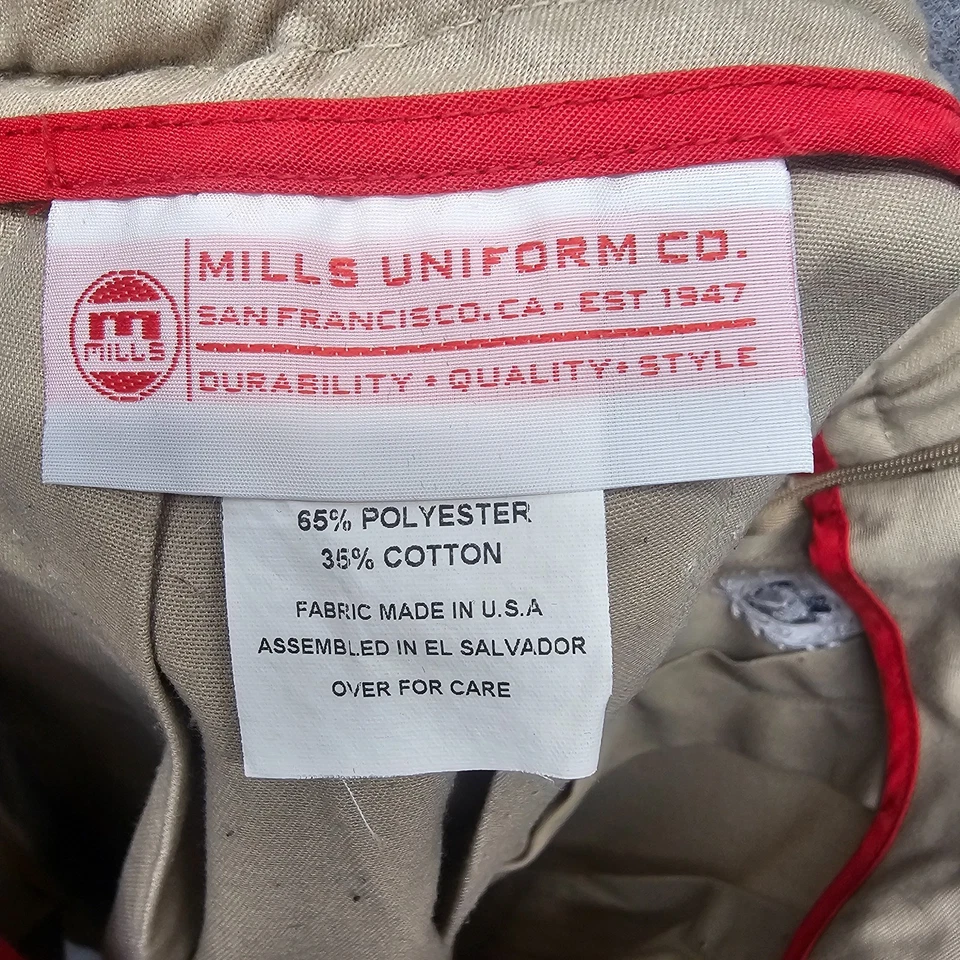 m
MILLS
MILLS UNIFORM CO.
SAN FRANCISCO, CA • EST 1947
DURABILITY • QUALITY • STYLE
65% POLYESTER
35% COTTON
FABRIC MADE IN U.S.A
ASSEMBLED IN EL SALVADOR
OVER FOR CARE